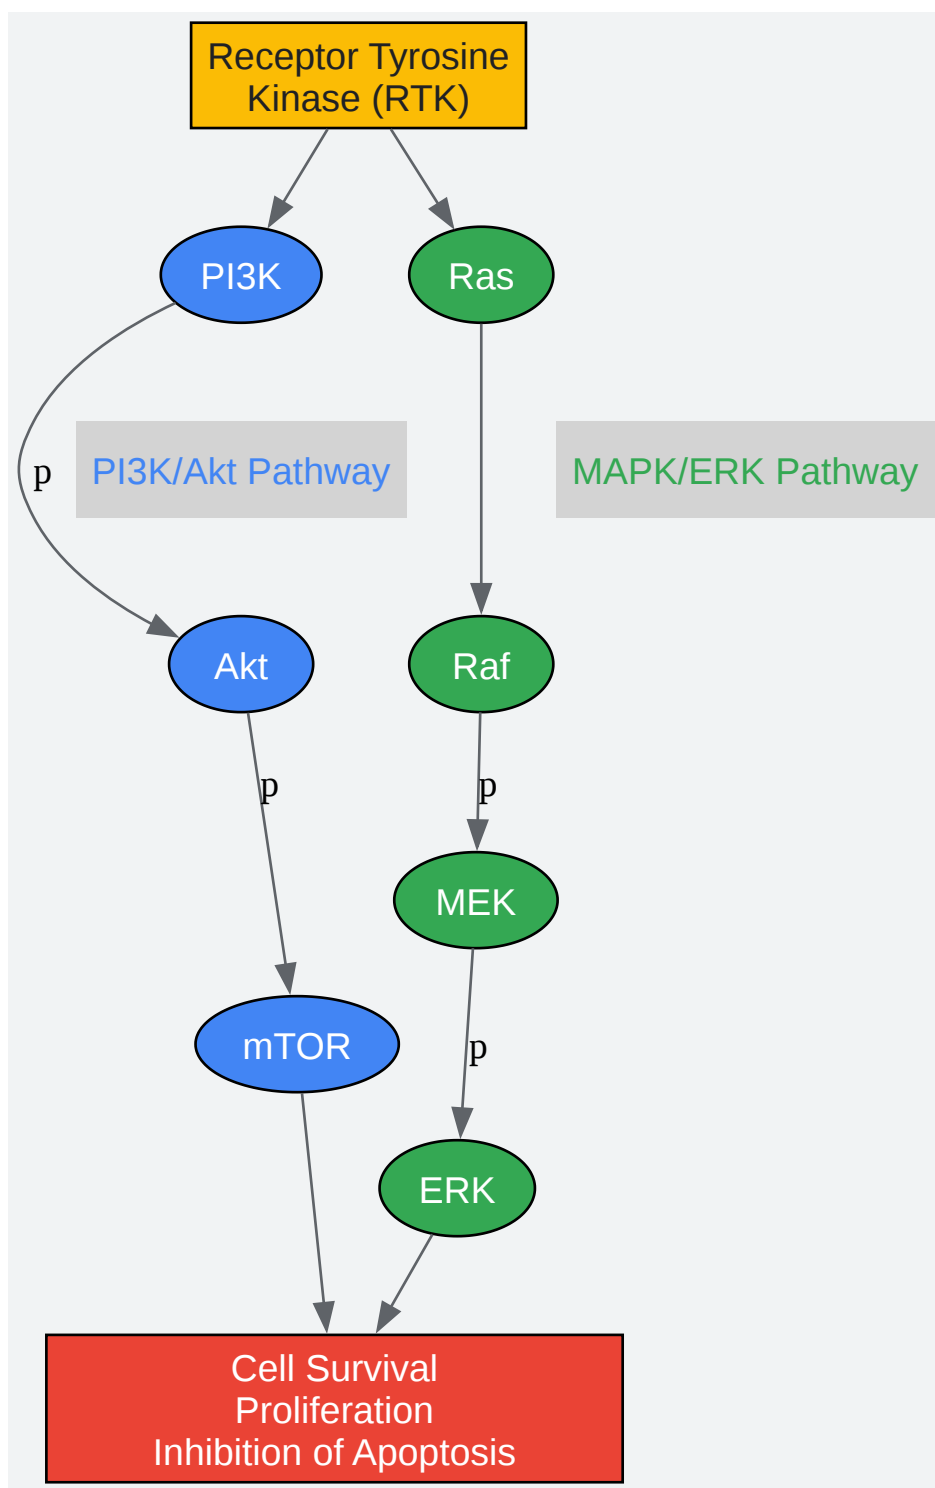 Receptor Tyrosine
Kinase (RTK)
PI3K
Ras
p
PI3K/Akt Pathway
MAPK/ERK Pathway
Akt
Raf
p
p
MEK
mTOR
p
ERK
Cell Survival
Proliferation
Inhibition of Apoptosis